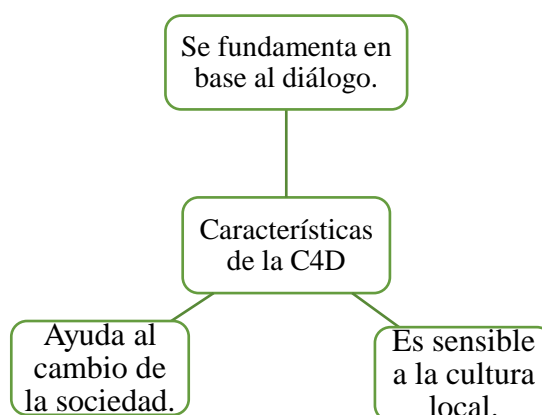 Se fundamenta en
base al diálogo.
Características
de la C4D
Ayuda al
cambio de
la sociedad.
Es sensible
a la cultura
local.